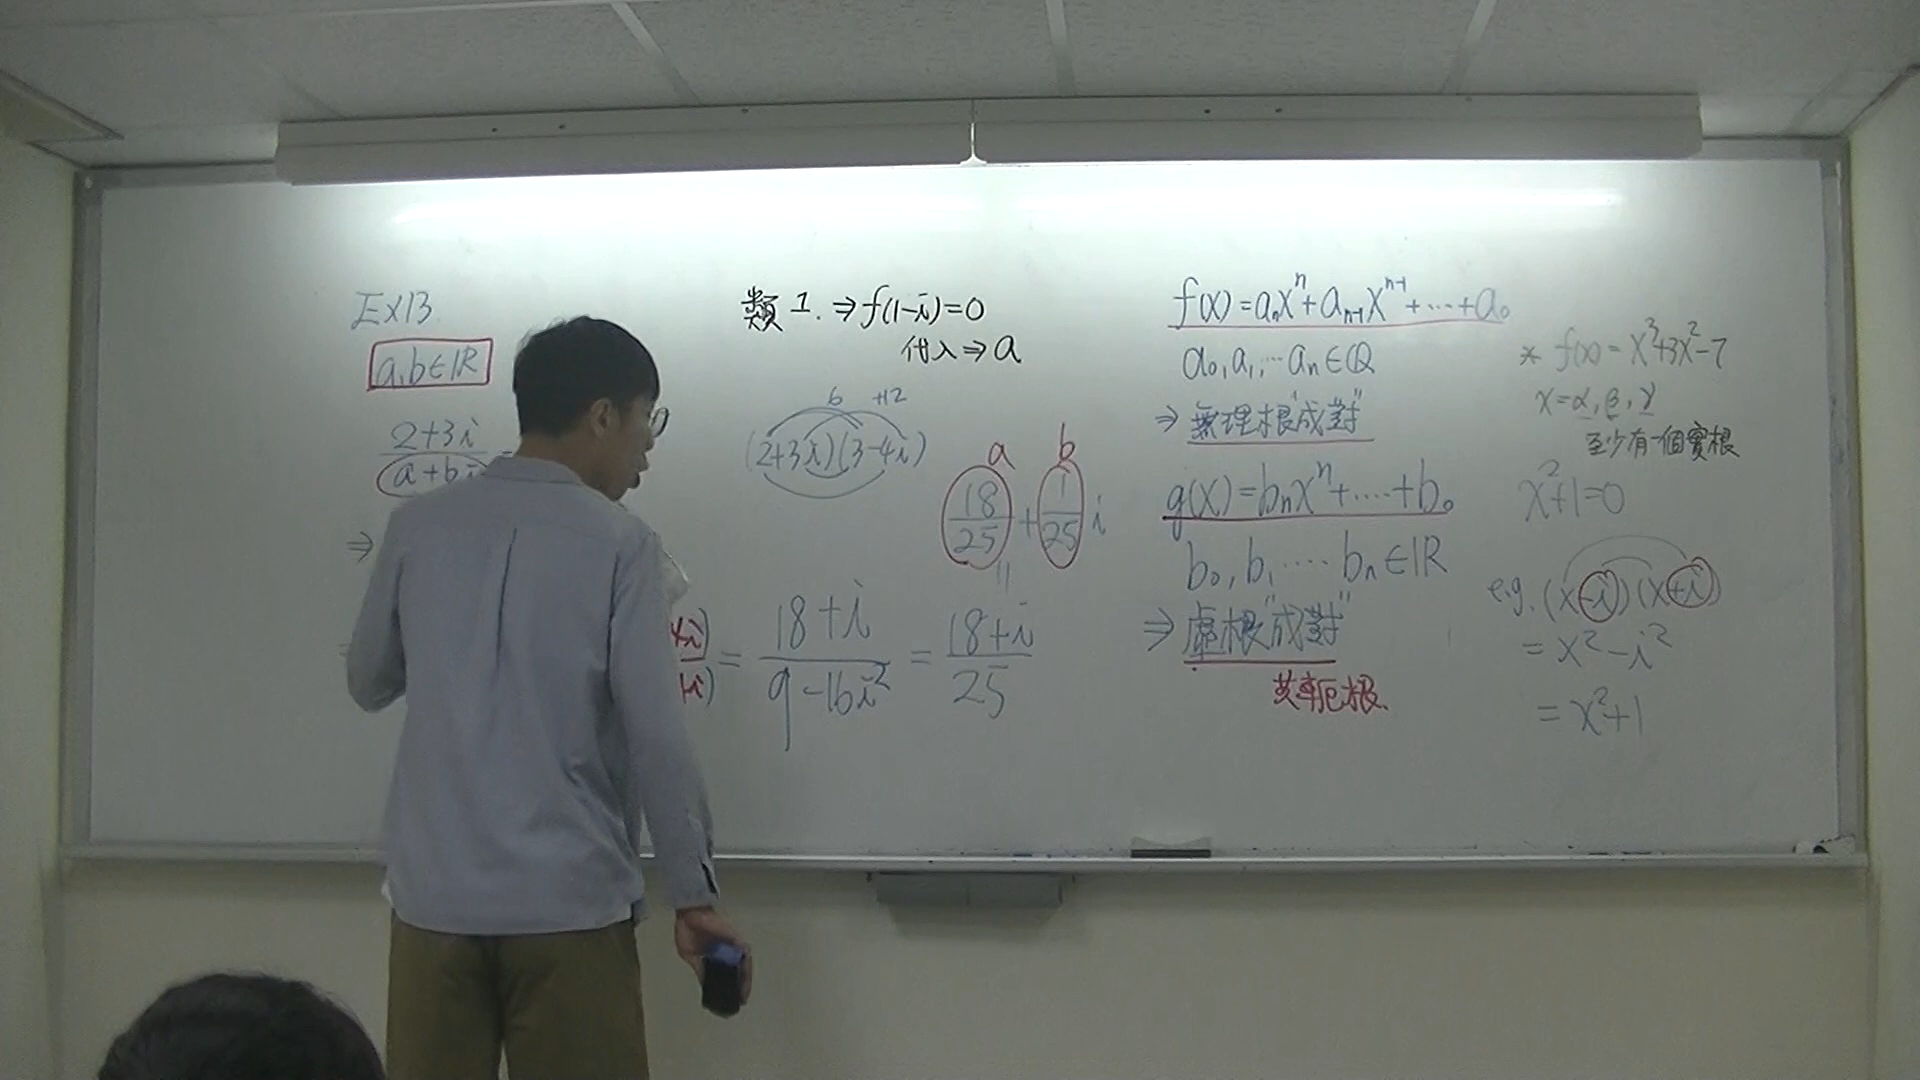 Ex13.
a,b∈ℝ
2+3i
a+bi
⇒
類1. ⇒ f(1-i)=0
代入 ⇒ a
6 +12
(2+3i)(3-4i)
a b
18/25 + 1/25 i
= (18+i)/(9-16i²) = (18+i)/25
f(x)=aₙxⁿ+aₙ₋₁xⁿ⁻¹+…+a₀
a₀,a₁,…aₙ∈ℚ
⇒ 無理根"成對"
g(x)=bₙxⁿ+….+b₀
b₀,b₁….bₙ∈ℝ
⇒ 虛根"成對"
共軛根
* f(x)=x³+3x²-7
x=α,β,γ
至少有一個實根
x²+1=0
e.g. (x-i)(x+i)
= x²-i²
= x²+1